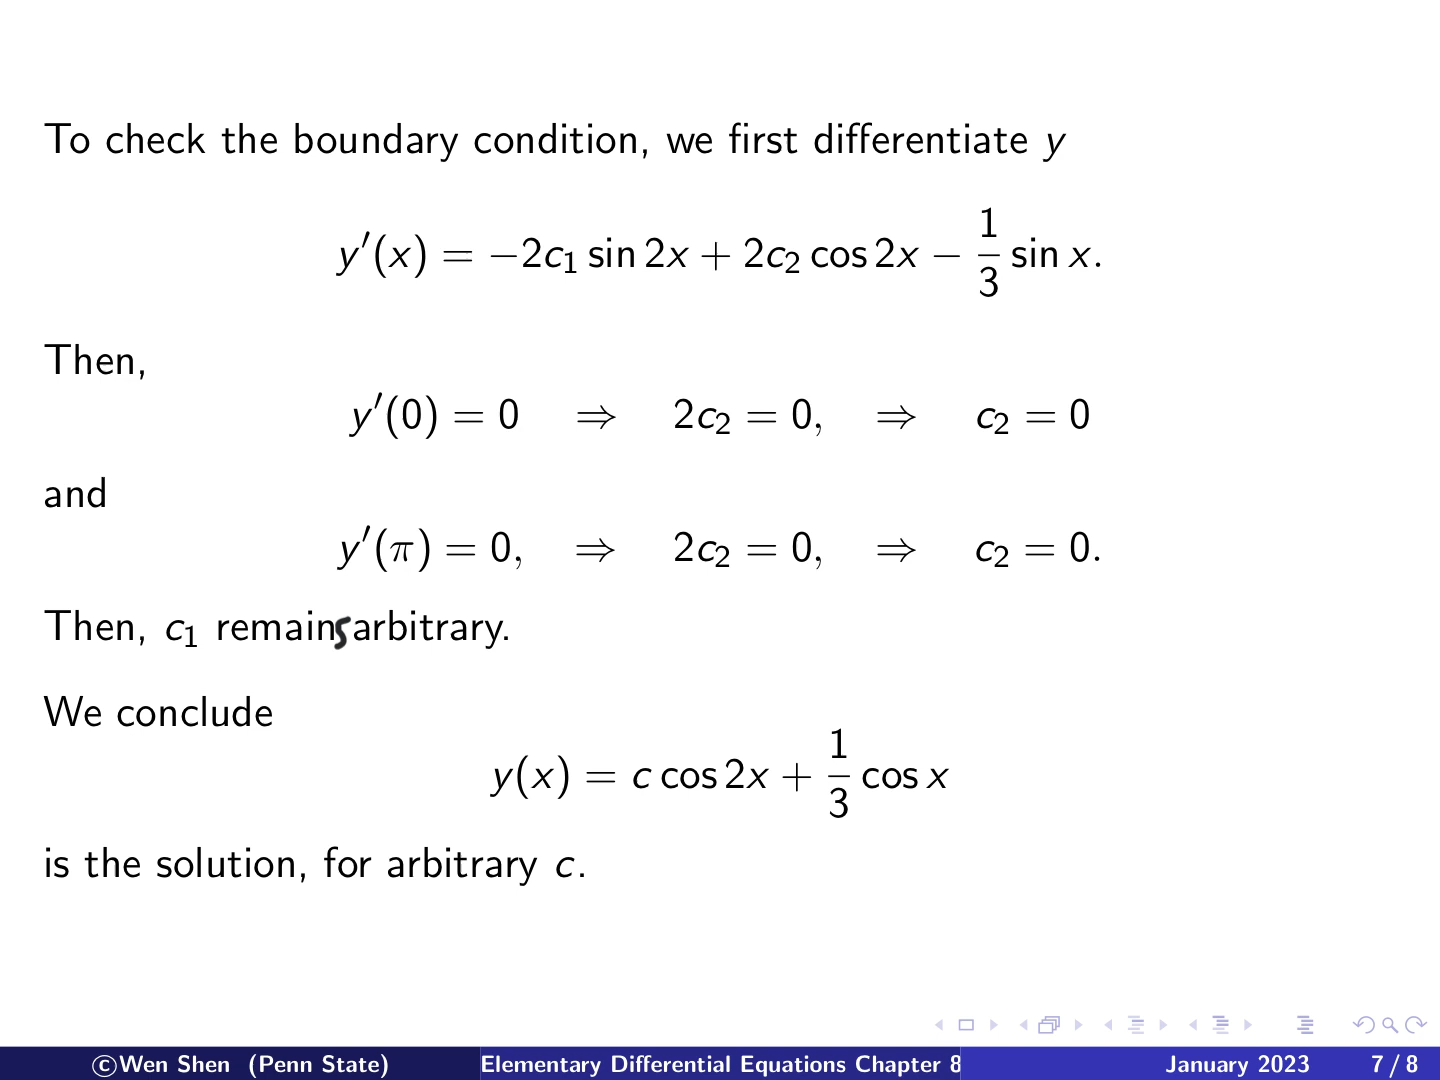 To check the boundary condition, we first differentiate y
y′(x) = −2c₁ sin 2x + 2c₂ cos 2x − 1/3 sin x.
Then,
y′(0) = 0 ⇒ 2c₂ = 0, ⇒ c₂ = 0
and
y′(π) = 0, ⇒ 2c₂ = 0, ⇒ c₂ = 0.
Then, c₁ remains arbitrary.
We conclude
y(x) = c cos 2x + 1/3 cos x
is the solution, for arbitrary c.
©Wen Shen (Penn State) Elementary Differential Equations Chapter 8 January 2023 7 / 8